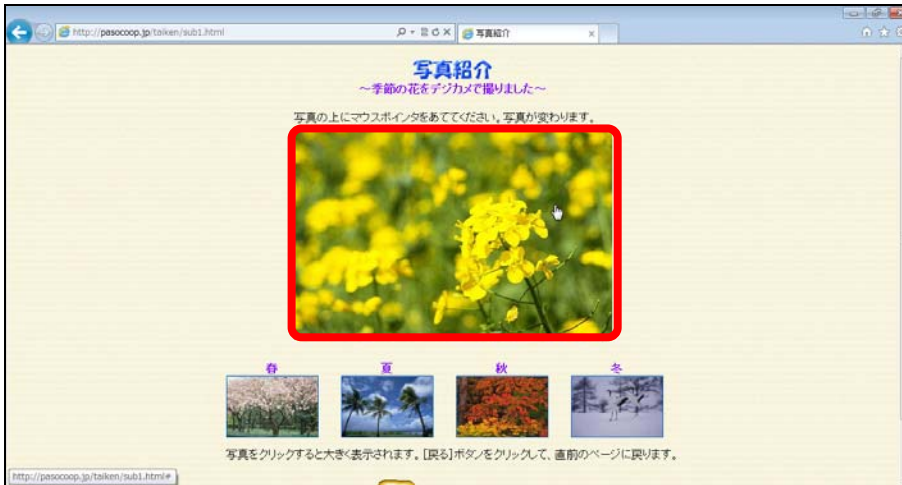 http://pasocoop.jp/taiken/sub1.html
写真紹介
写真紹介
～季節の花をデジカメで撮りました～
写真の上にマウスポインタをあててください。写真が変わります。
春 夏 秋 冬
写真をクリックすると大きく表示されます。[戻る]ボタンをクリックして、直前のページに戻ります。
http://pasocoop.jp/taiken/sub1.html#